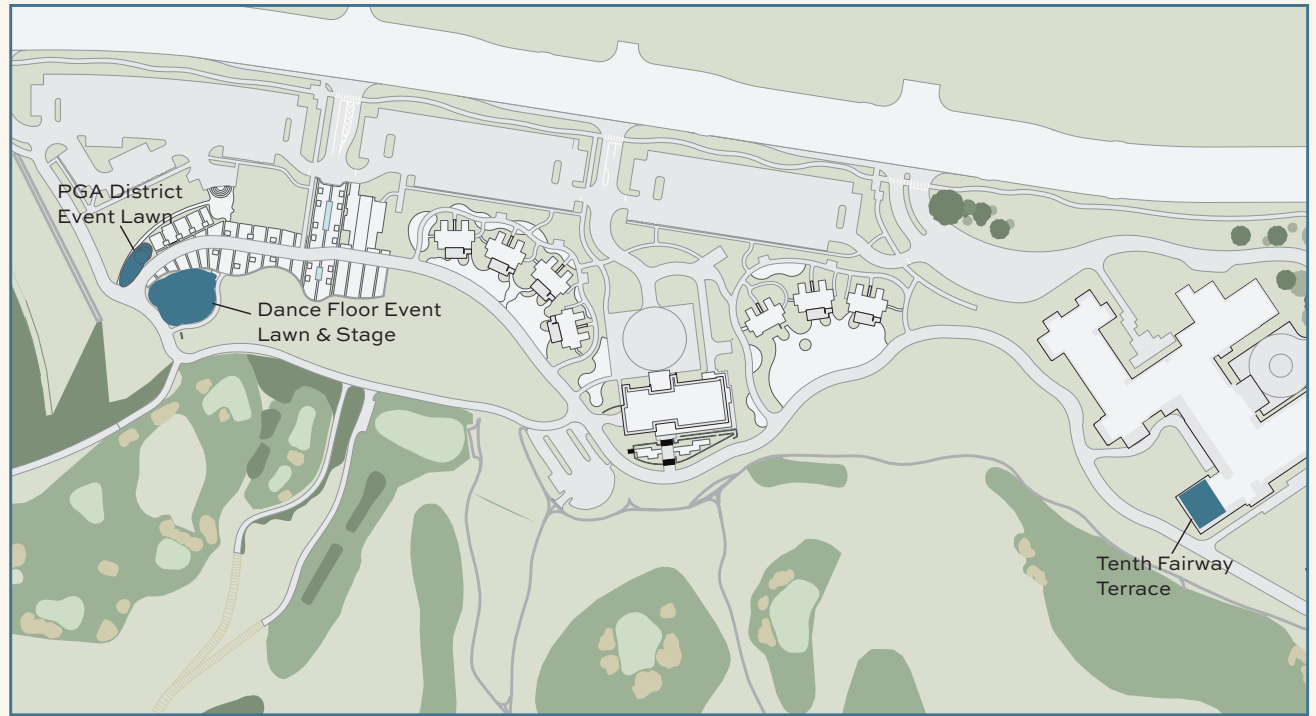 PGA District
Event Lawn
Dance Floor Event
Lawn & Stage
Tenth Fairway
Terrace